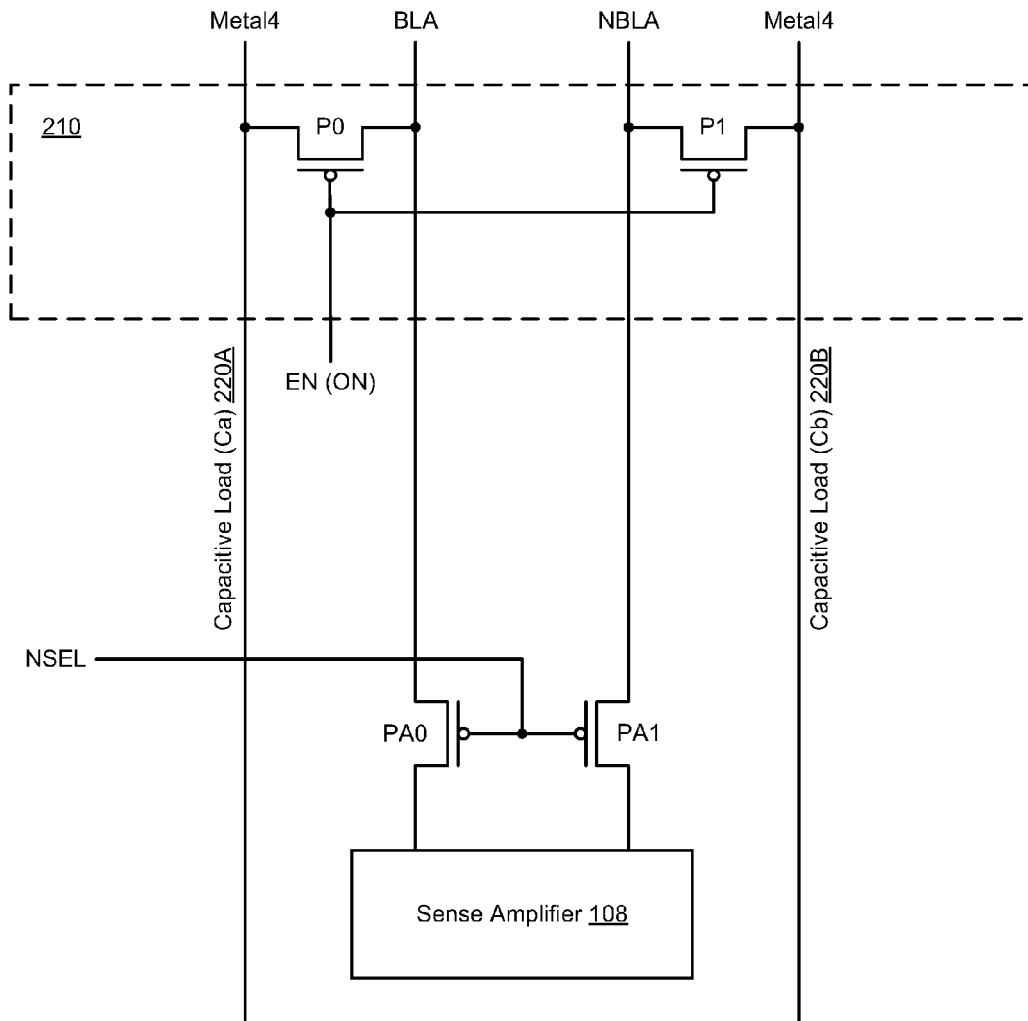 Metal4
BLA
NBLA
Metal4
210
P0
P1
EN (ON)
Capacitive Load (Ca) 220A
Capacitive Load (Cb) 220B
NSEL
PA0
PA1
Sense Amplifier 108